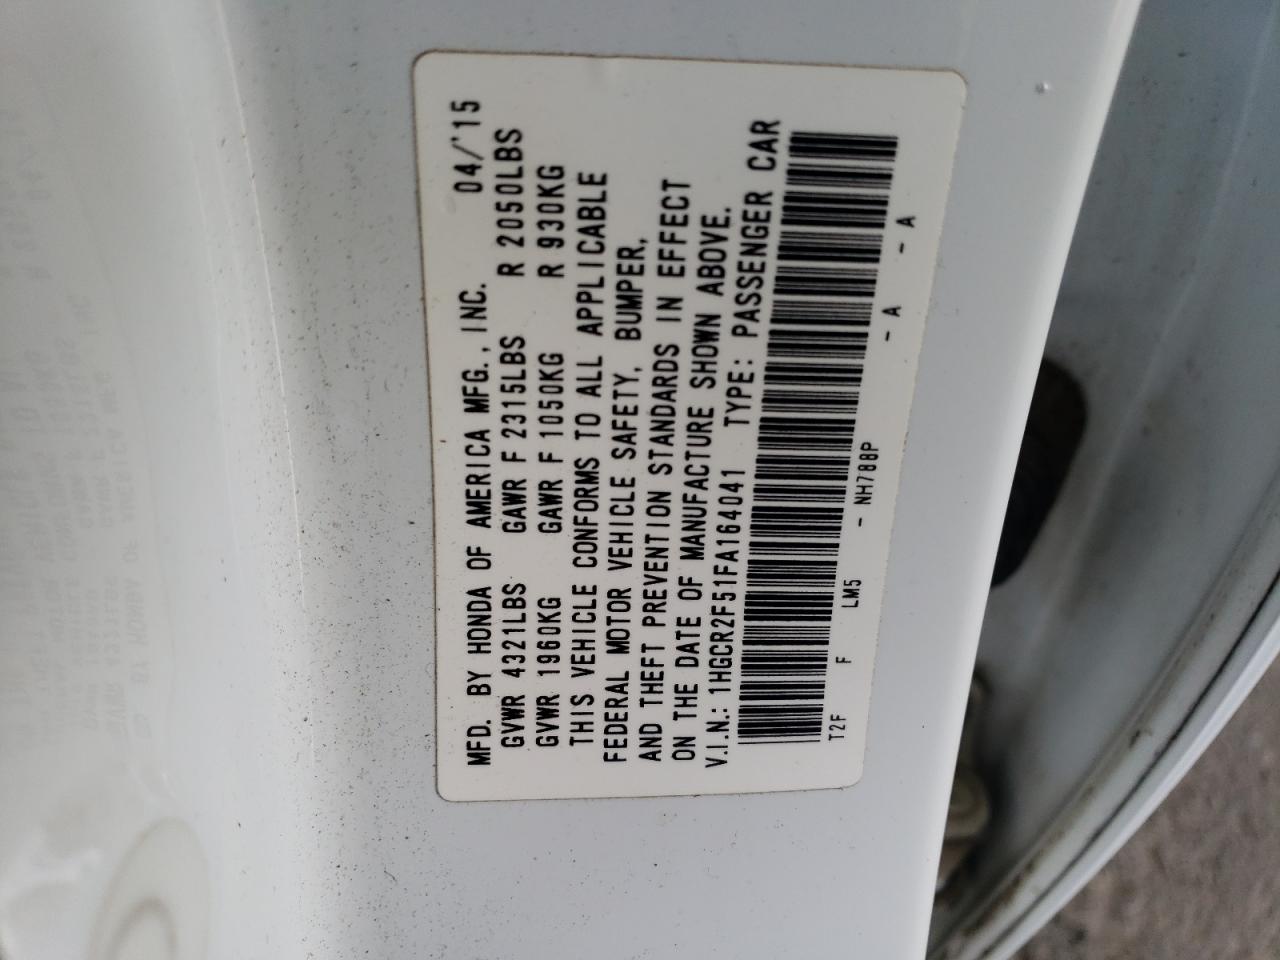 MFD. BY HONDA OF AMERICA MFG., INC. 04/'15
GVWR 4321LBS GAWR F 2315LBS R 2050LBS
GVWR 1960KG GAWR F 1050KG R 930KG
THIS VEHICLE CONFORMS TO ALL APPLICABLE
FEDERAL MOTOR VEHICLE SAFETY, BUMPER,
AND THEFT PREVENTION STANDARDS IN EFFECT
ON THE DATE OF MANUFACTURE SHOWN ABOVE.
V.I.N.: 1HGCR2F51FA164041 TYPE: PASSENGER CAR
T2F F LM5 - NH788P - A - A